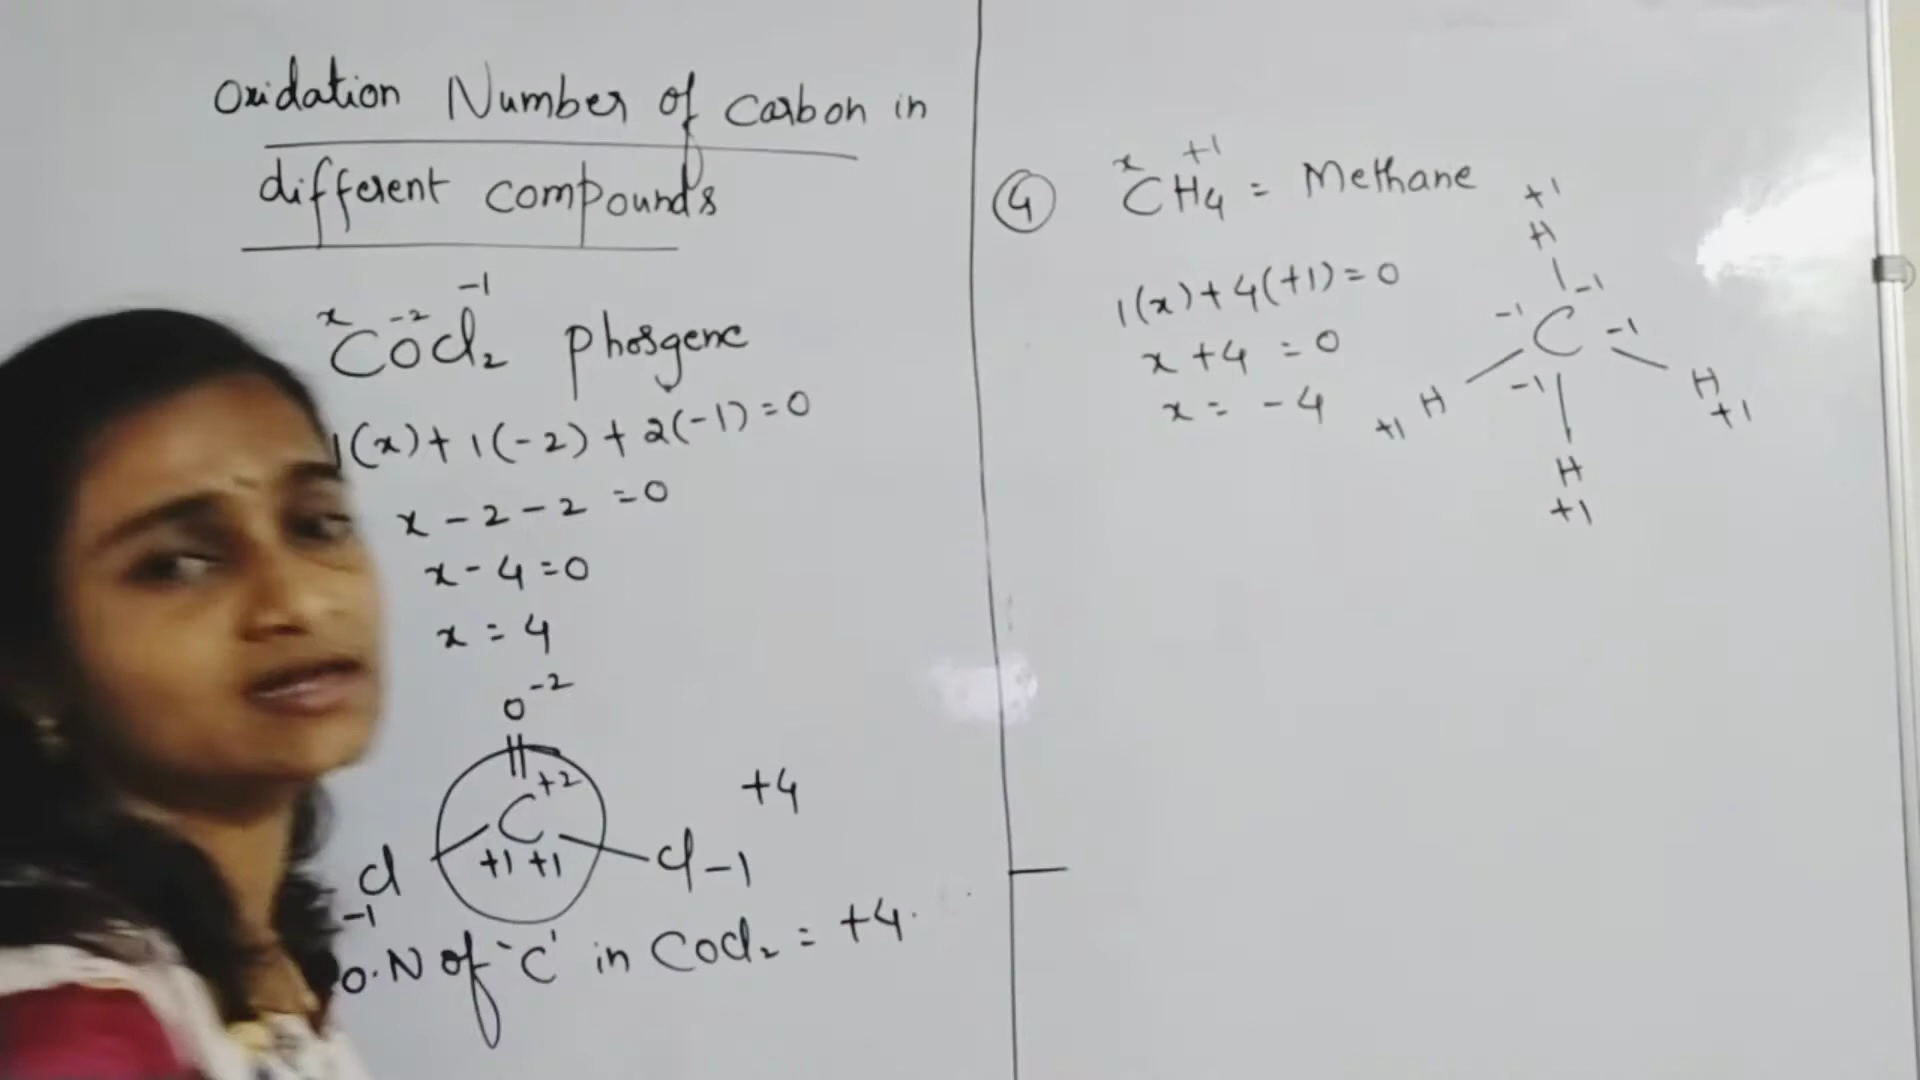 Oxidation Number of Carbon in
different compounds
x -2 -1
COCl₂ phosgene
1(x)+1(-2)+2(-1)=0
x-2-2=0
x-4=0
x=4
O -2
C +2
+1 +1
Cl -1
Cl -1
+4
O.N of 'C' in COCl₂ = +4.
④ x +1
CH₄ = Methane
1(x)+4(+1)=0
x+4=0
x=-4
+1
H
-1
-1 C -1
-1
H +1
H +1
H
+1